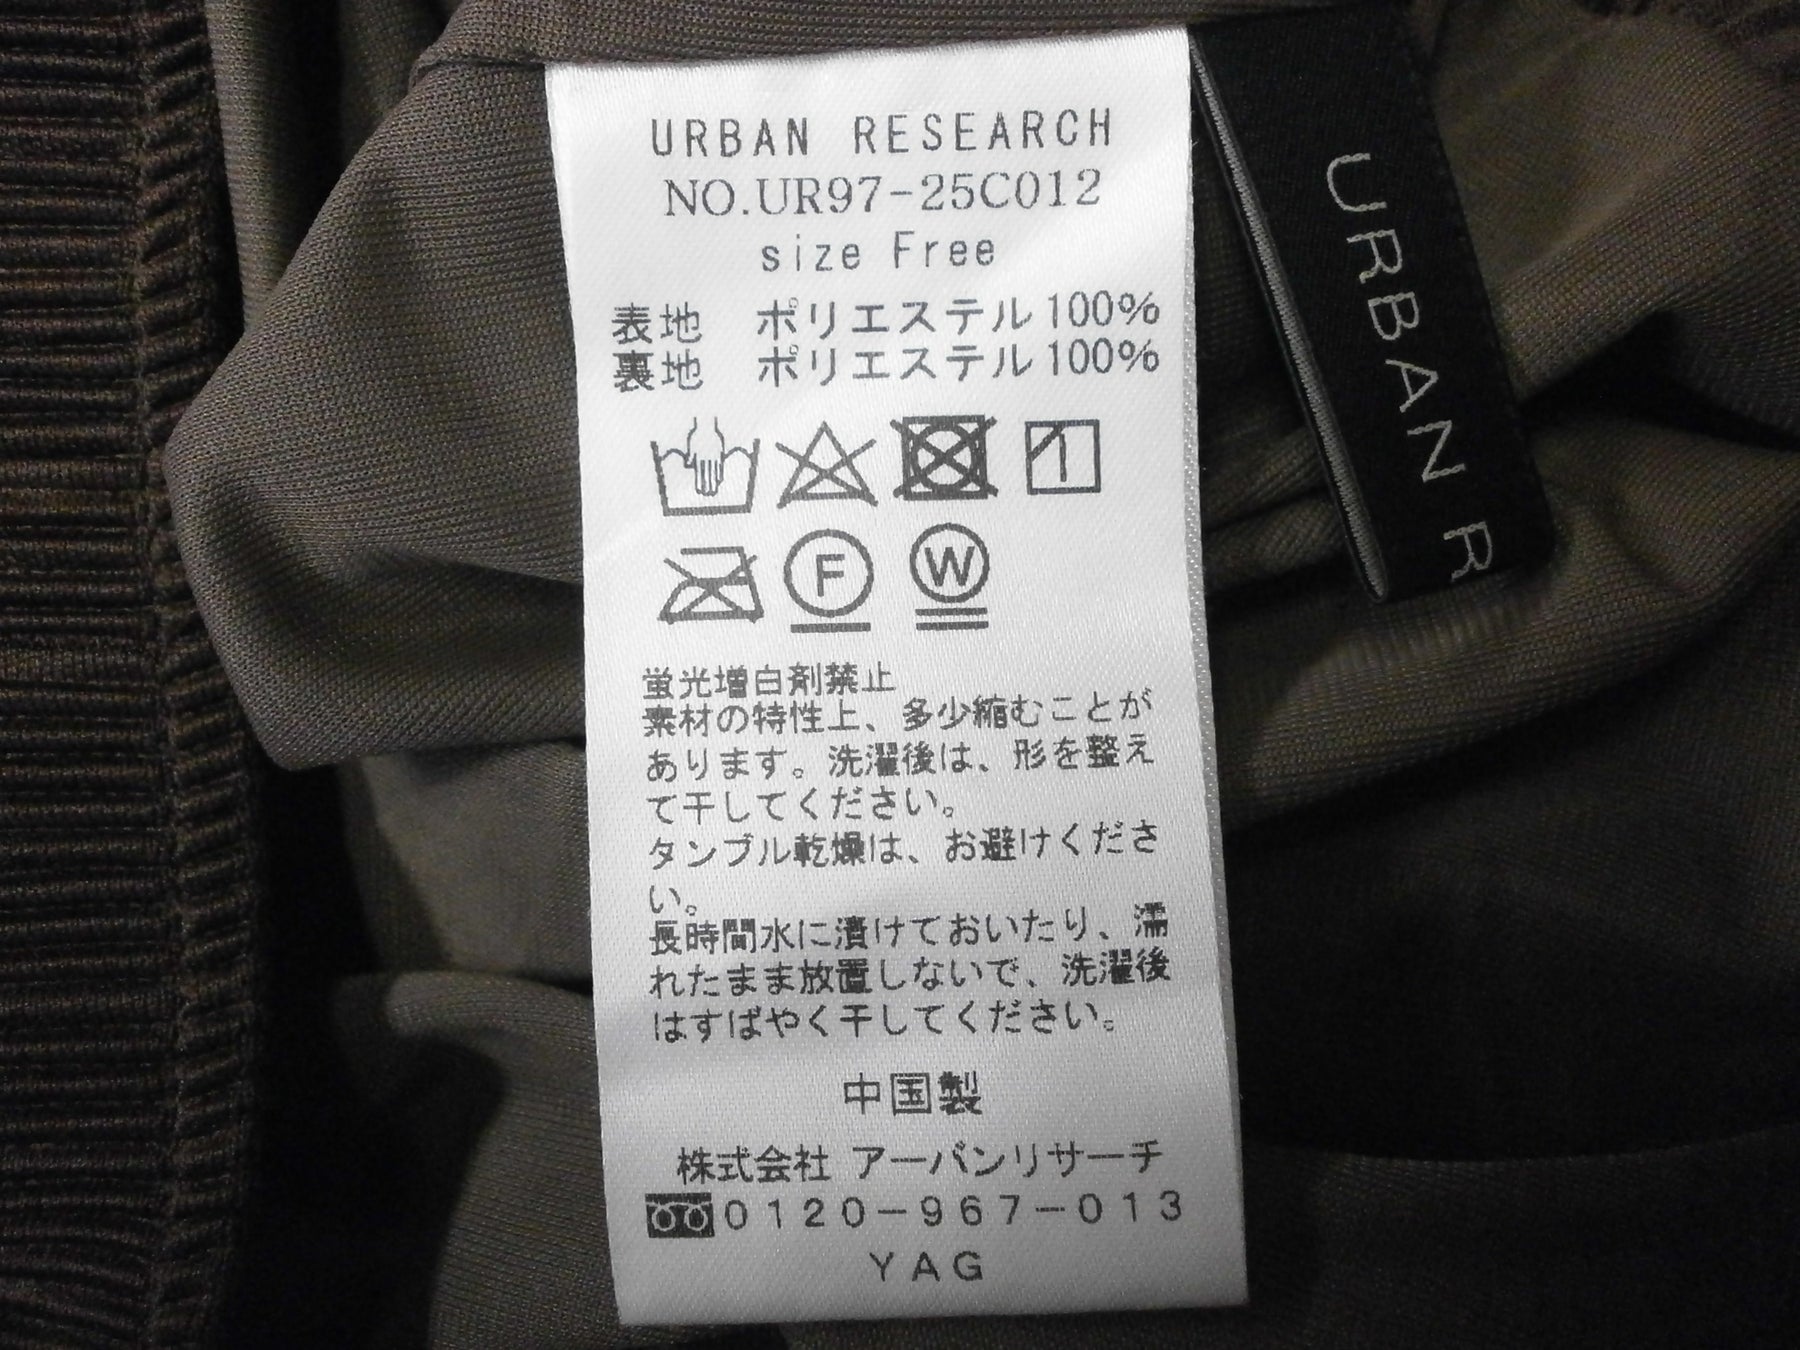 URBAN RESEARCH
NO.UR97-25C012
size Free
表地 ポリエステル100%
裏地 ポリエステル100%
1
F W
蛍光増白剤禁止
素材の特性上、多少縮むことが
あります。洗濯後は、形を整え
て干してください。
タンブル乾燥は、お避けくださ
い。
長時間水に漬けておいたり、濡
れたまま放置しないで、洗濯後
はすばやく干してください。
中国製
株式会社 アーバンリサーチ
0120-967-013
YAG
URBAN R